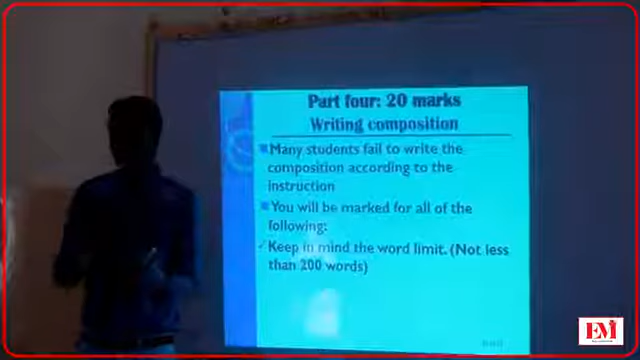 Part four: 20 marks
Writing composition
Many students fail to write the
composition according to the
instruction
You will be marked for all of the
following:
Keep in mind the word limit. (Not less
than 200 words)
EM